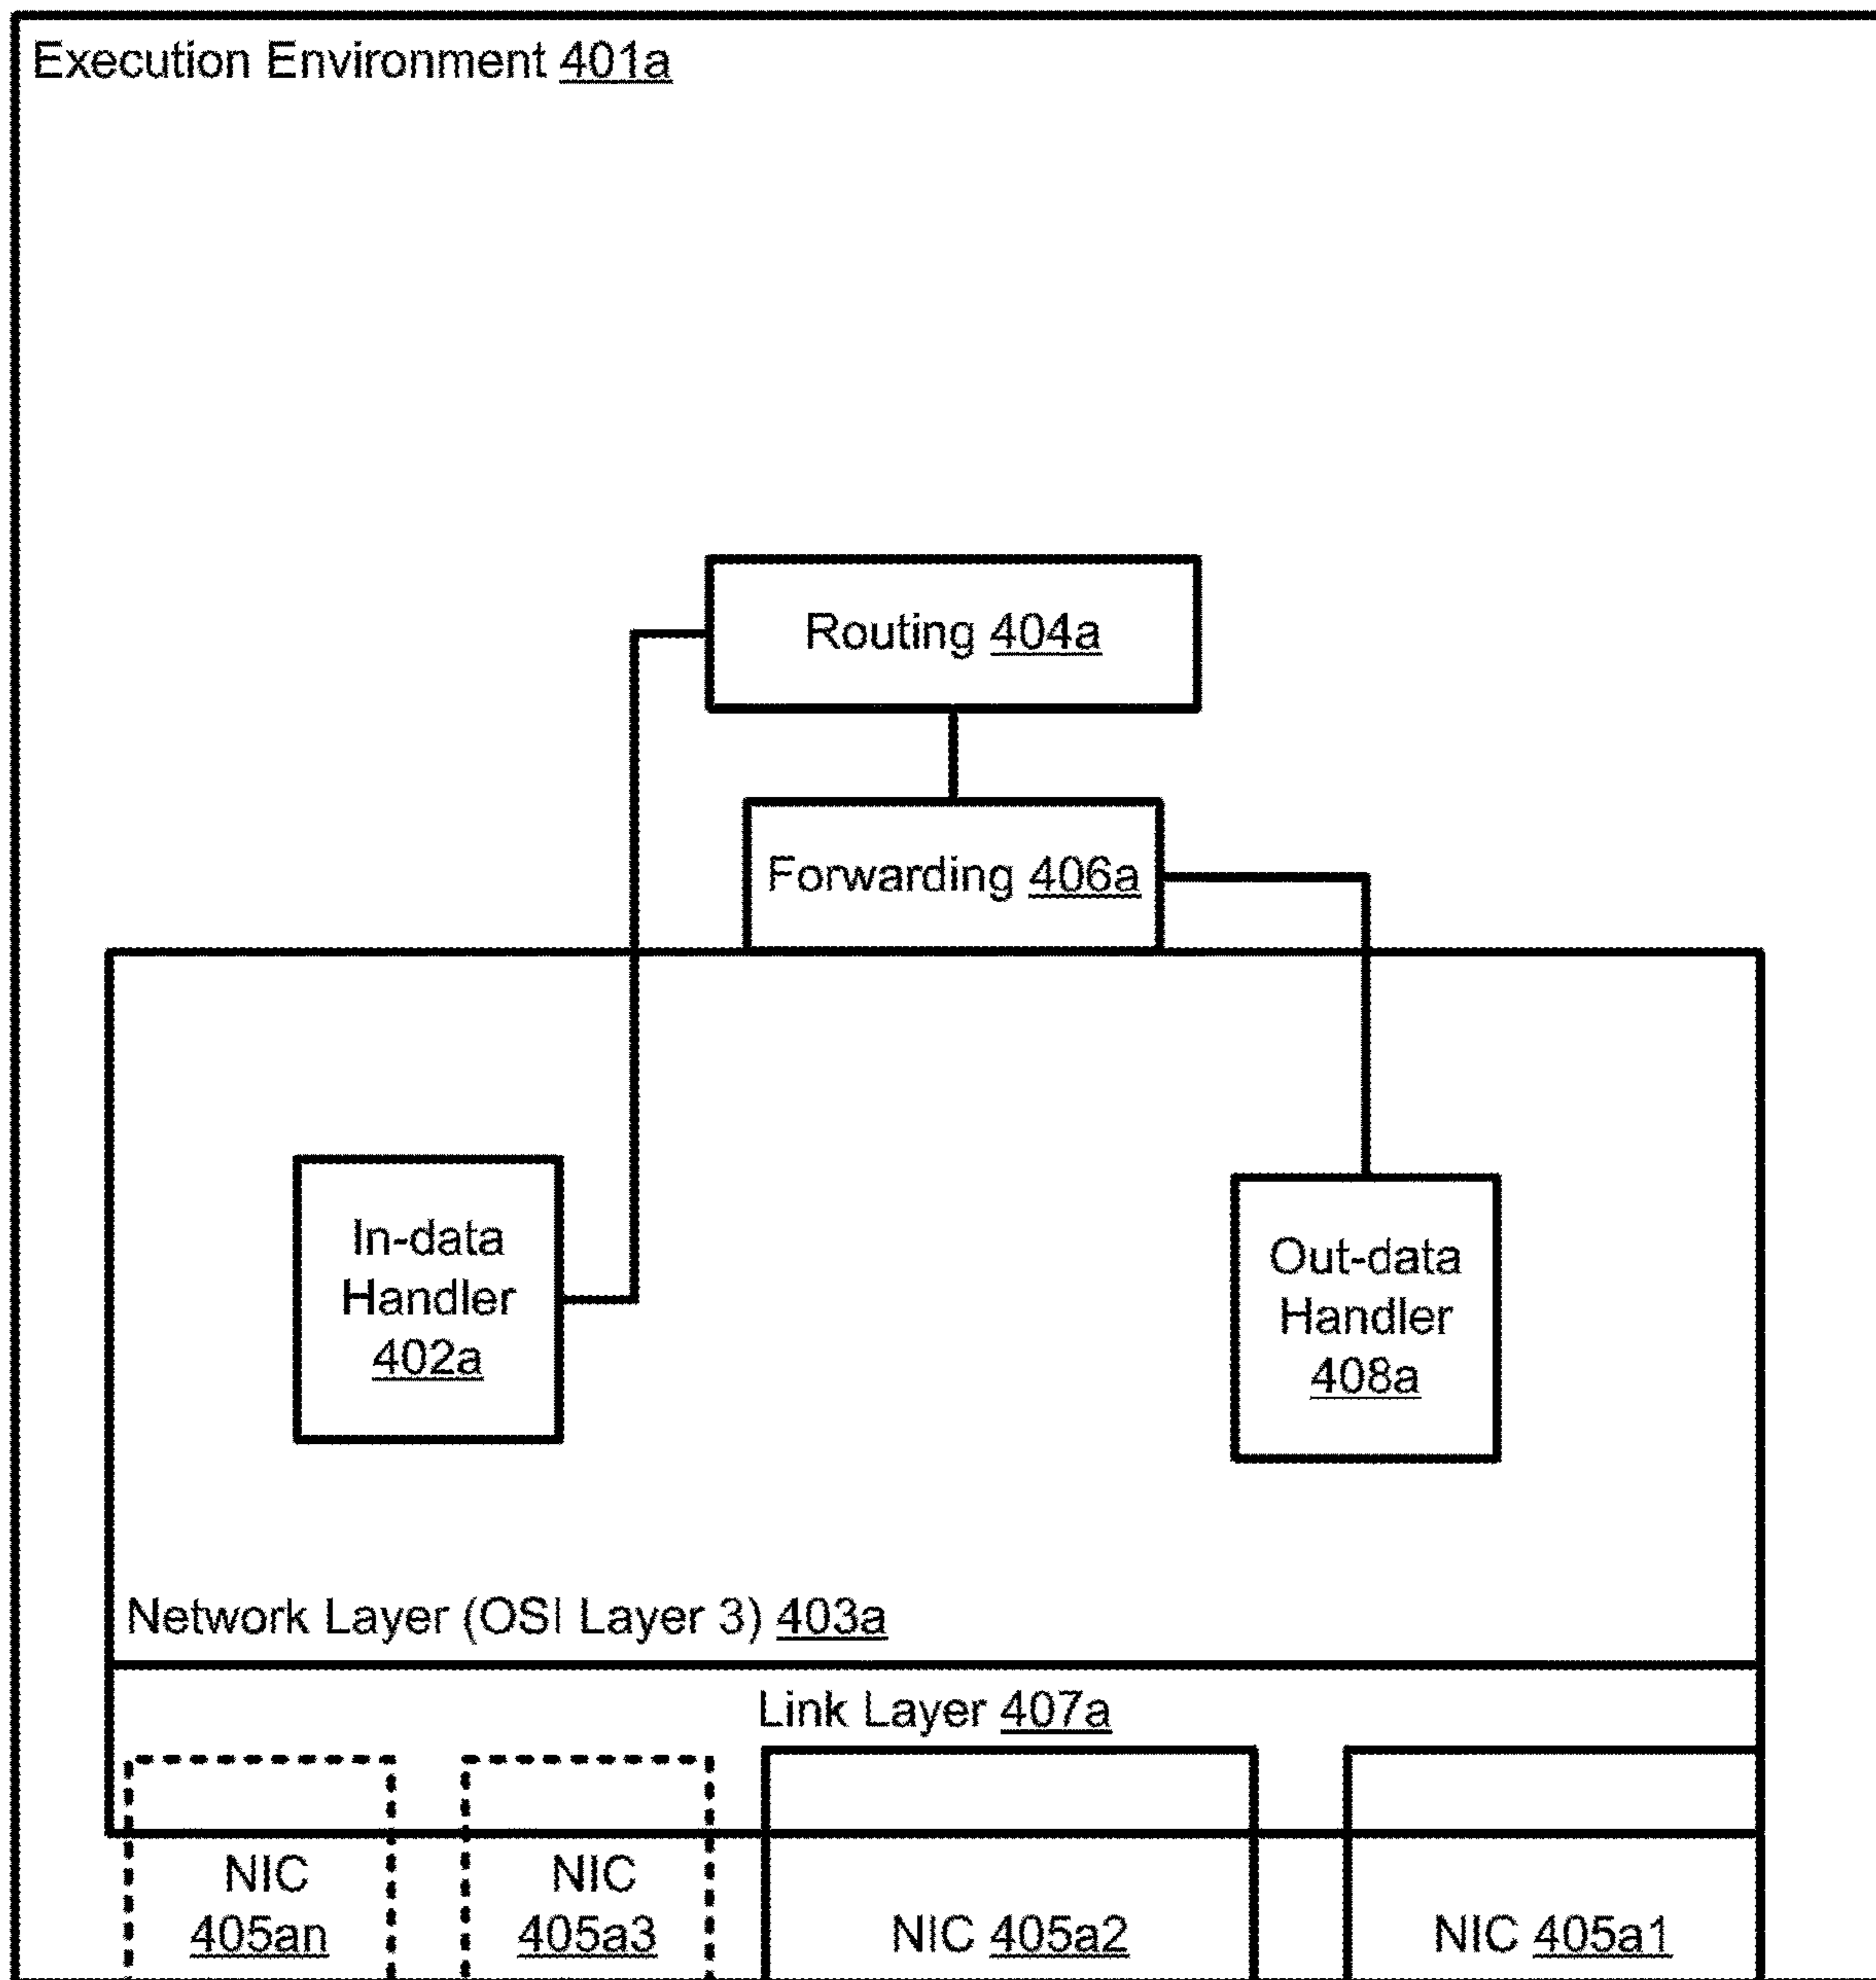 Execution Environment 401a
Routing 404a
Forwarding 406a
In-data
Handler
402a
Out-data
Handler
408a
Network Layer (OSI Layer 3) 403a
Link Layer 407a
NIC
405an
NIC
405a3
NIC 405a2
NIC 405a1